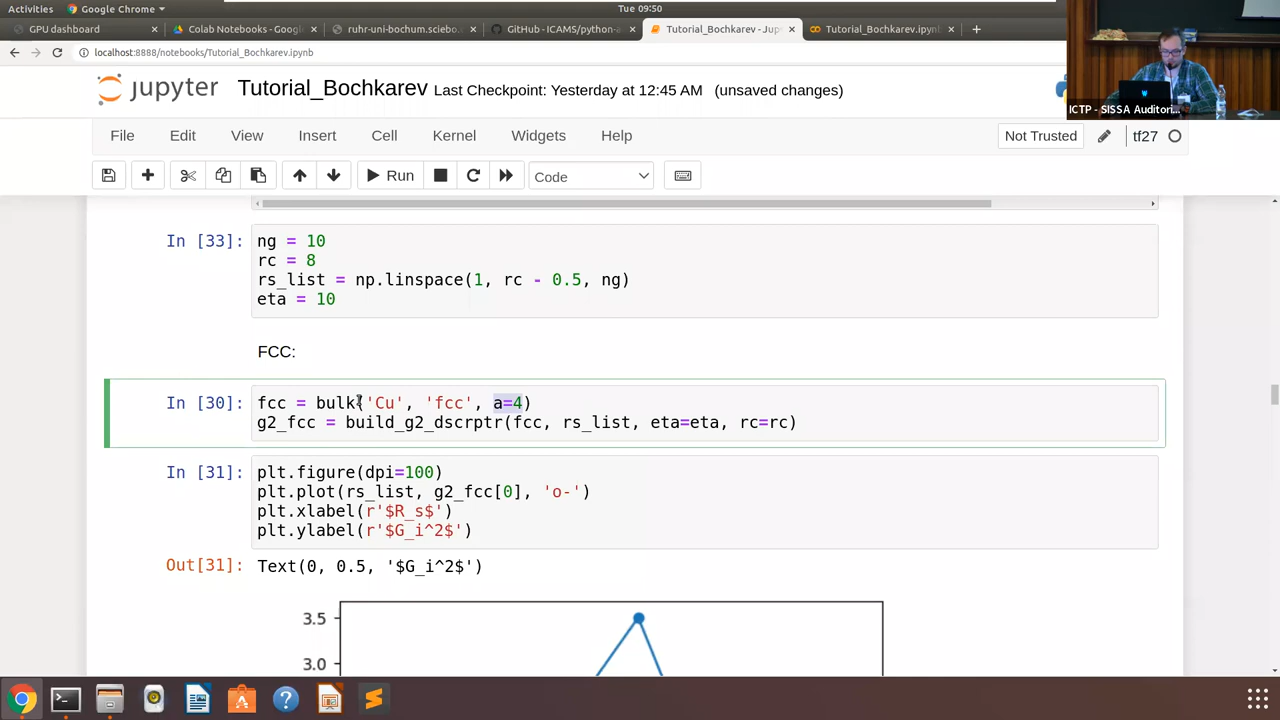 Activities
Google Chrome
Tue 09:50
GPU dashboard
Colab Notebooks - Google
ruhr-uni-bochum.sciebo.
GitHub - ICAMS/python-a
Tutorial_Bochkarev - Jup
Tutorial_Bochkarev.ipynb
localhost:8888/notebooks/Tutorial_Bochkarev.ipynb
jupyter Tutorial_Bochkarev Last Checkpoint: Yesterday at 12:45 AM (unsaved changes)
ICTP - SISSA Auditori...
File Edit View Insert Cell Kernel Widgets Help Not Trusted tf27
Run Code
In [33]: ng = 10
rc = 8
rs_list = np.linspace(1, rc - 0.5, ng)
eta = 10
FCC:
In [30]: fcc = bulk('Cu', 'fcc', a=4)
g2_fcc = build_g2_dscrptr(fcc, rs_list, eta=eta, rc=rc)
In [31]: plt.figure(dpi=100)
plt.plot(rs_list, g2_fcc[0], 'o-')
plt.xlabel(r'$R_s$')
plt.ylabel(r'$G_i^2$')
Out[31]: Text(0, 0.5, '$G_i^2$')
3.5
3.0